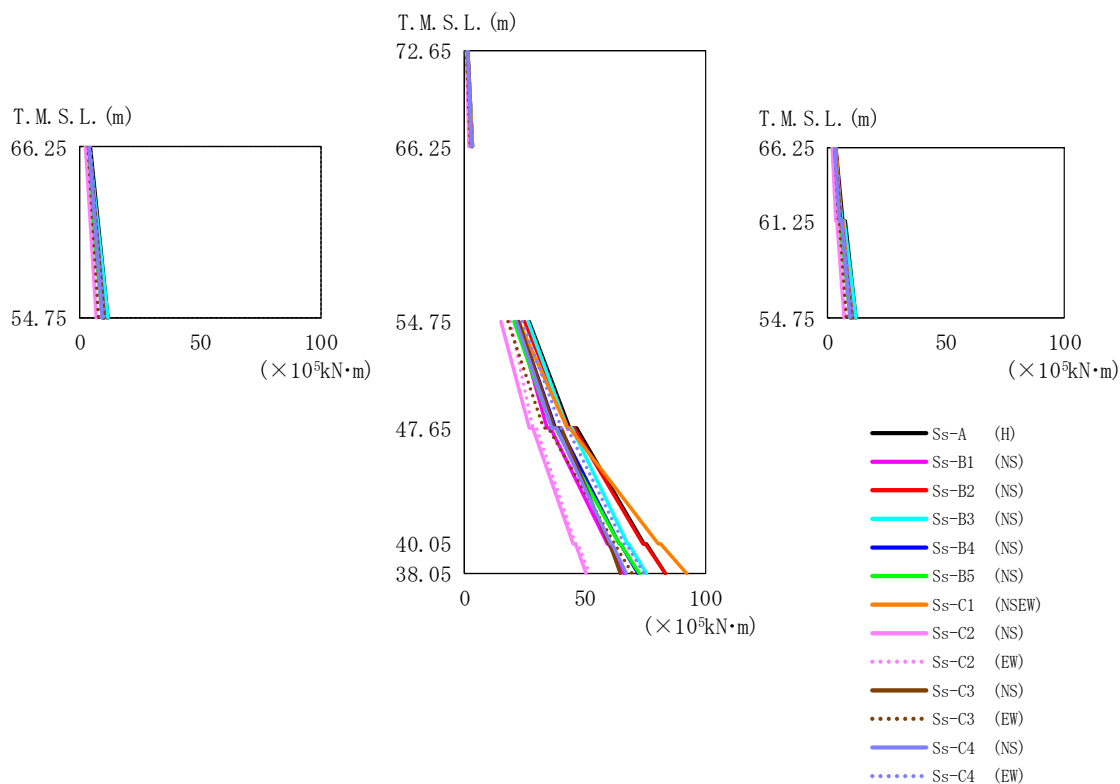 T.M.S.L.(m)
72.65
66.25
54.75
47.65
40.05
38.05
0 50 100
(×10⁵kN・m)
T.M.S.L.(m)
66.25
54.75
0 50 100
(×10⁵kN・m)
T.M.S.L.(m)
66.25
61.25
54.75
0 50 100
(×10⁵kN・m)
Ss-A (H)
Ss-B1 (NS)
Ss-B2 (NS)
Ss-B3 (NS)
Ss-B4 (NS)
Ss-B5 (NS)
Ss-C1 (NSEW)
Ss-C2 (NS)
Ss-C2 (EW)
Ss-C3 (NS)
Ss-C3 (EW)
Ss-C4 (NS)
Ss-C4 (EW)